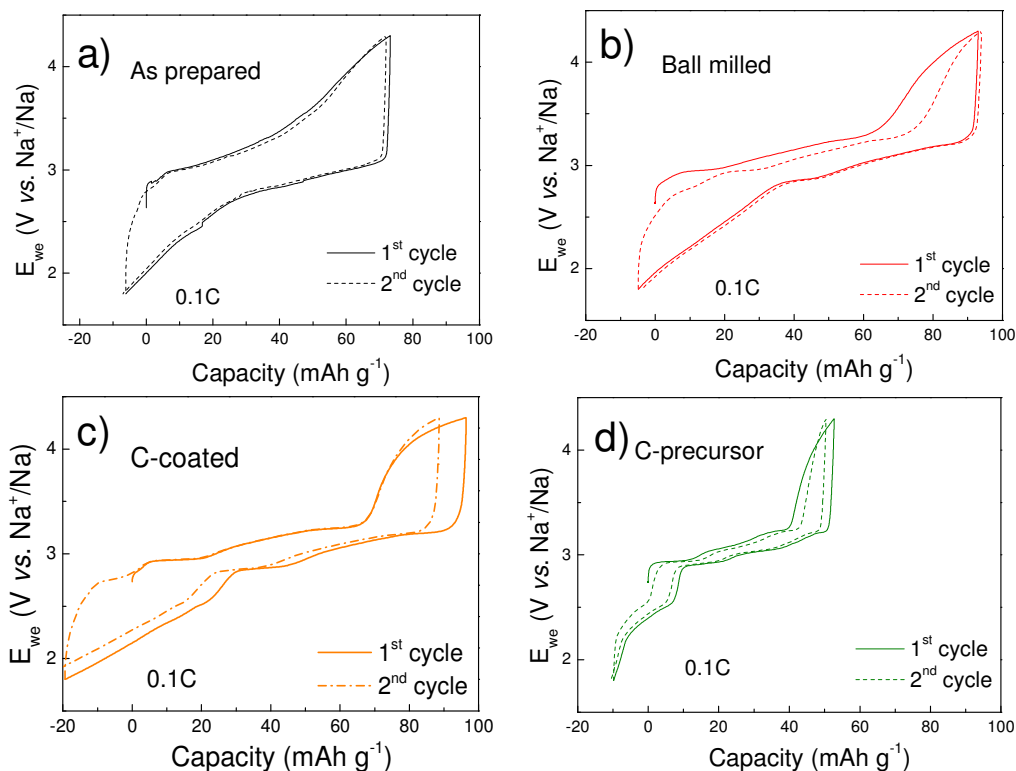 a)
As prepared
4
3
2
E_we (V vs. Na⁺/Na)
1ˢᵗ cycle
2ⁿᵈ cycle
0.1C
-20 0 20 40 60 80 100
Capacity (mAh g⁻¹)
b)
Ball milled
4
3
2
E_we (V vs. Na⁺/Na)
1ˢᵗ cycle
2ⁿᵈ cycle
0.1C
-20 0 20 40 60 80 100
Capacity (mAh g⁻¹)
c)
C-coated
4
3
2
E_we (V vs. Na⁺/Na)
1ˢᵗ cycle
2ⁿᵈ cycle
0.1C
-20 0 20 40 60 80 100
Capacity (mAh g⁻¹)
d)
C-precursor
4
3
2
E_we (V vs. Na⁺/Na)
1ˢᵗ cycle
2ⁿᵈ cycle
0.1C
-20 0 20 40 60 80 100
Capacity (mAh g⁻¹)